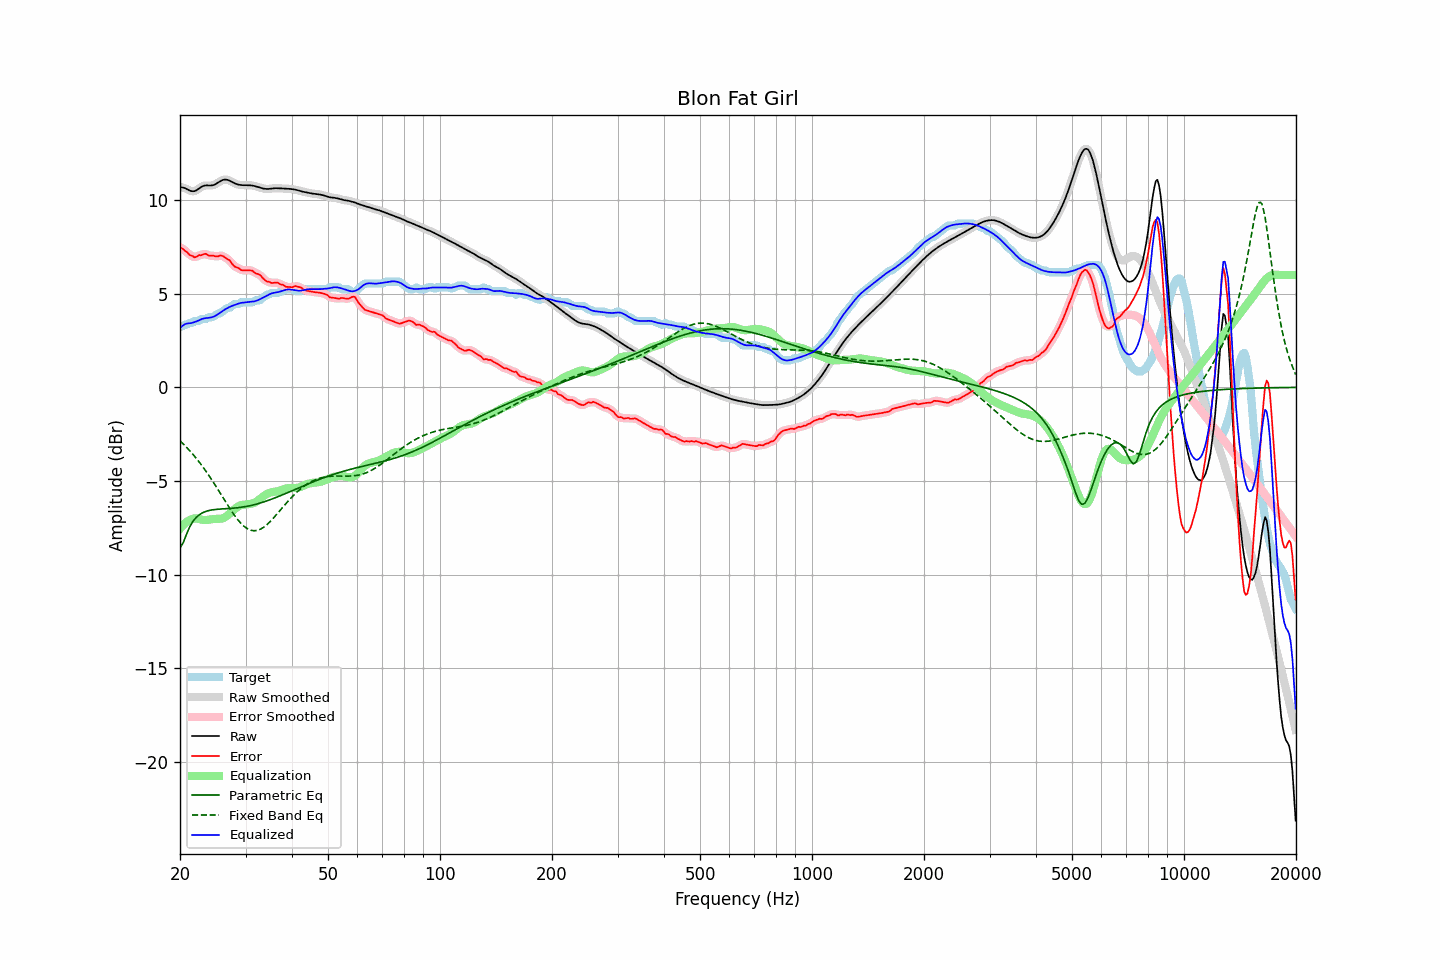 Blon Fat Girl
Amplitude (dBr)
10
5
0
−5
−10
−15
−20
Target
Raw Smoothed
Error Smoothed
Raw
Error
Equalization
Parametric Eq
Fixed Band Eq
Equalized
20 50 100 200 500 1000 2000 5000 10000 20000
Frequency (Hz)